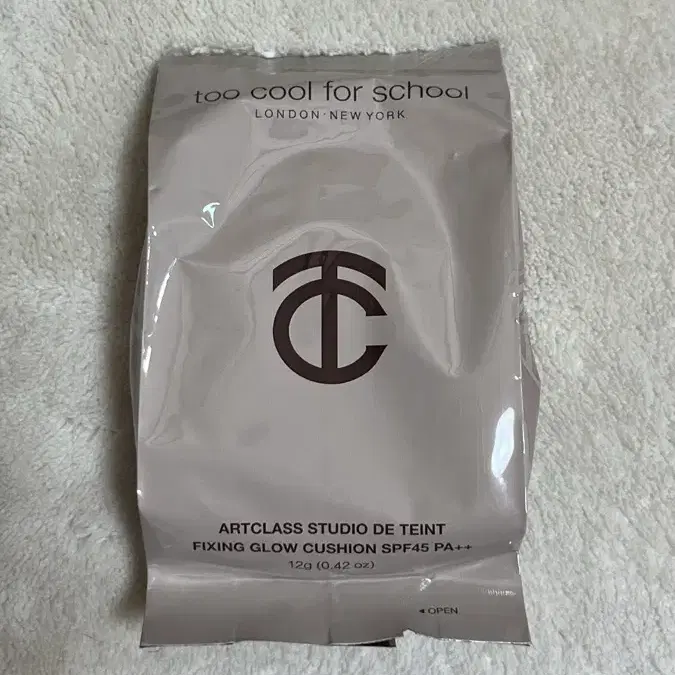 too cool for school
LONDON · NEW YORK
TC
ARTCLASS STUDIO DE TEINT
FIXING GLOW CUSHION SPF45 PA++
12g (0.42 oz)
◂ OPEN